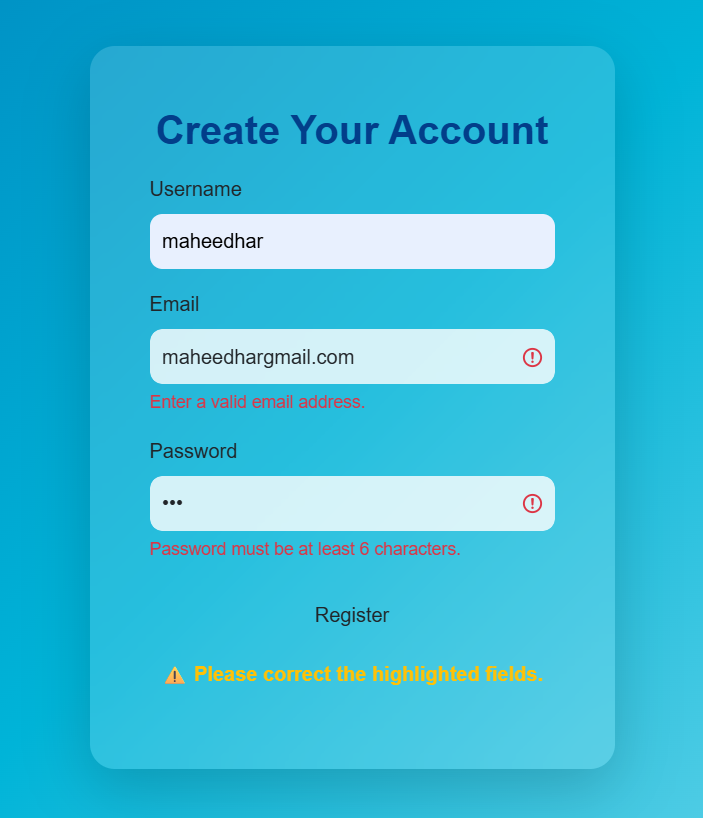 Create Your Account
Username
maheedhar
Email
maheedhargmail.com
Enter a valid email address.
Password
•••
Password must be at least 6 characters.
Register
⚠️ Please correct the highlighted fields.